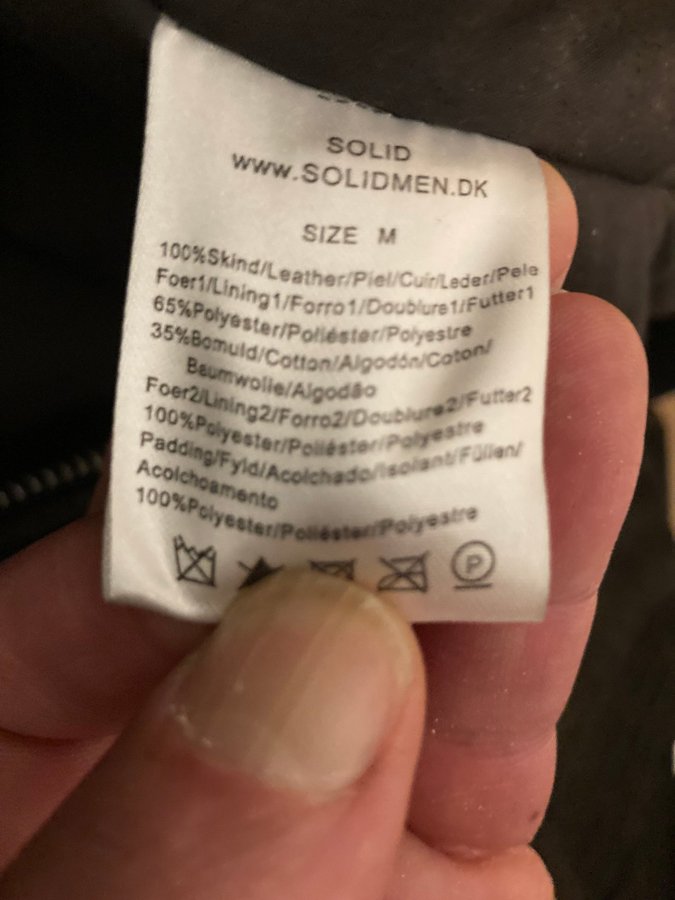 SOLID
www.SOLIDMEN.DK
SIZE M
100%Skind/Leather/Piel/Cuir/Leder/Pele
Foer1/Lining1/Forro1/Doublure1/Futter1
65%Polyester/Poliéster/Polyestre
35%Bomuld/Cotton/Algodón/Coton/
Baumwolle/Algodão
Foer2/Lining2/Forro2/Doublure2/Futter2
100%Polyester/Poliéster/Polyestre
Padding/Fyld/Acolchado/Isolant/Füllen/
Acolchoamento
100%Polyester/Poliéster/Polyestre
P